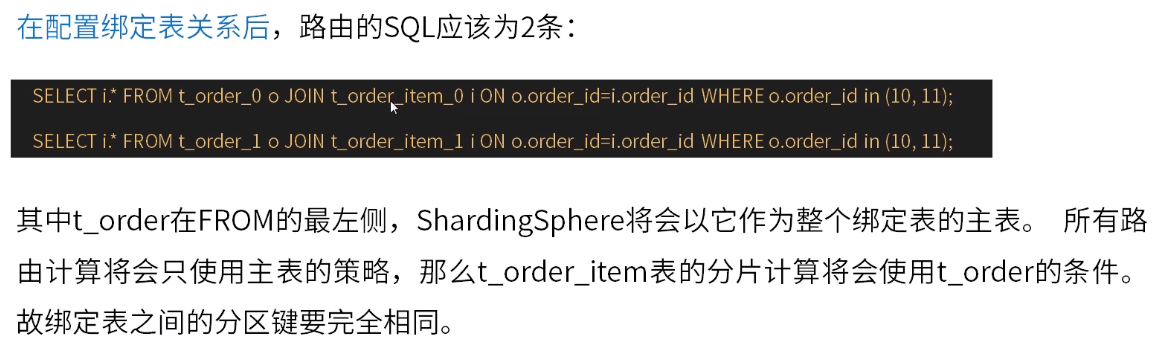 在配置绑定表关系后，路由的SQL应该为2条：
SELECT i.* FROM t_order_0 o JOIN t_order_item_0 i ON o.order_id=i.order_id WHERE o.order_id in (10, 11);
SELECT i.* FROM t_order_1 o JOIN t_order_item_1 i ON o.order_id=i.order_id WHERE o.order_id in (10, 11);
其中t_order在FROM的最左侧，ShardingSphere将会以它作为整个绑定表的主表。 所有路
由计算将会只使用主表的策略，那么t_order_item表的分片计算将会使用t_order的条件。
故绑定表之间的分区键要完全相同。